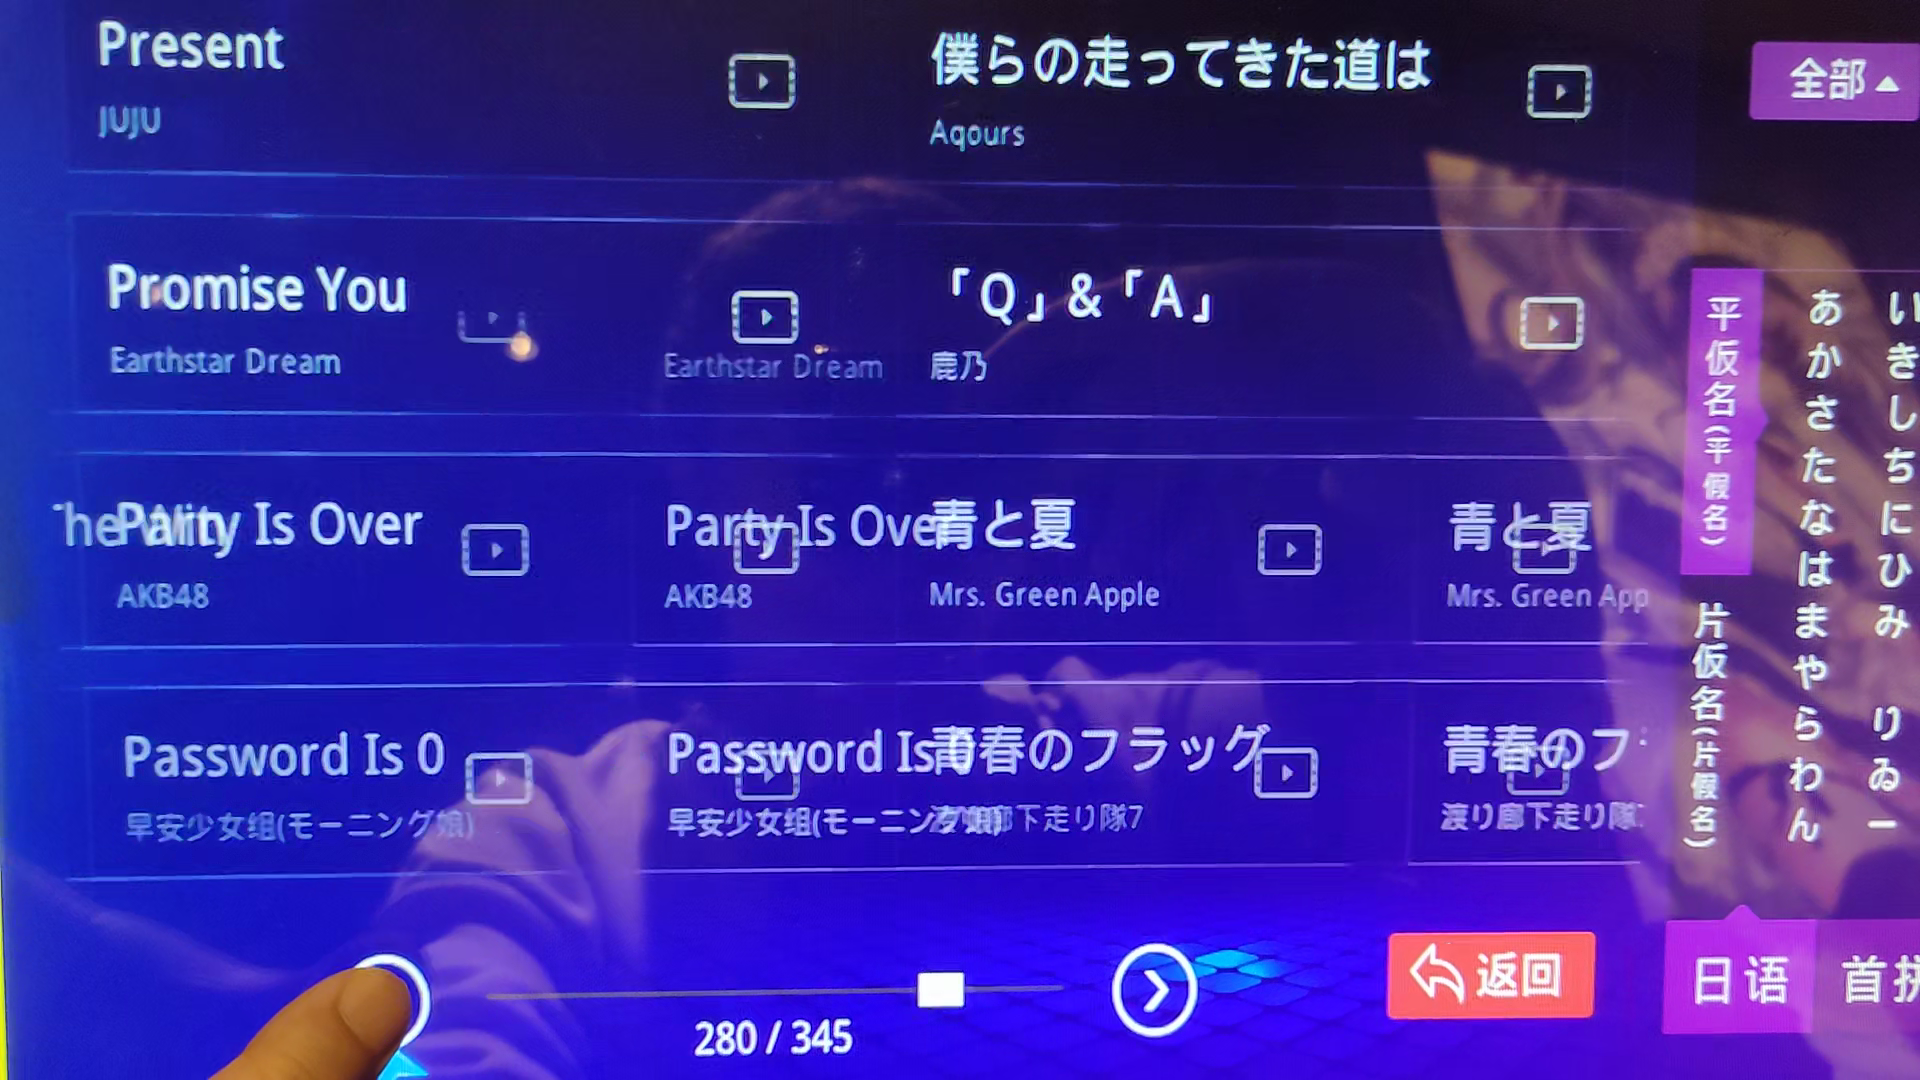 Present
JUJU
僕らの走ってきた道は
Aqours
全部
Promise You
Earthstar Dream
Earthstar Dream
「Q」&「A」
鹿乃
Party Is Over
AKB48
Party Is Over
AKB48
青と夏
Mrs. Green Apple
青と夏
Mrs. Green App
Password Is 0
早安少女组(モーニング娘)
Password Is 0
早安少女组(モーニング娘)
青春のフラッグ
渡り廊下走り隊7
青春のフ
渡り廊下走り隊
平仮名(平假名)
片仮名(片假名)
あかさたなはまやらわん
いきしちにひみ りゐー
280 / 345
返回
日语
首拼